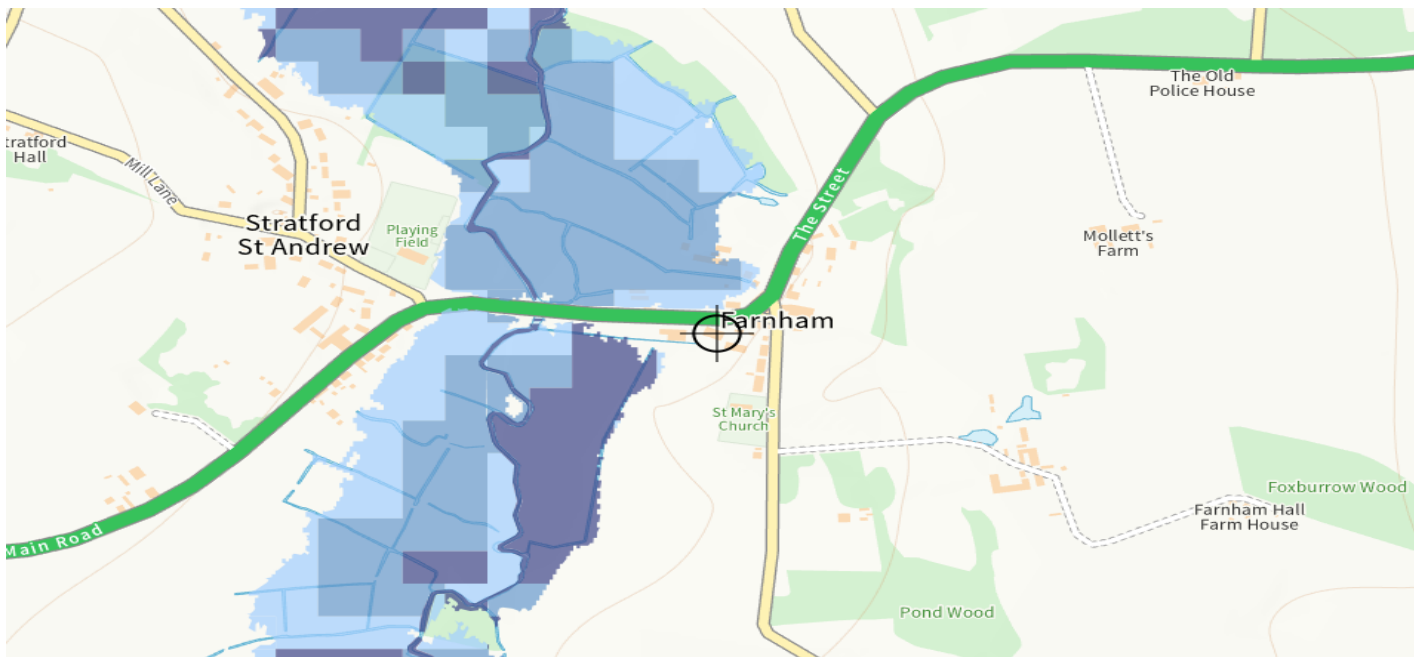 The Old
Police House
tratford
Hall
Mill Lane
The Street
Stratford
St Andrew
Playing
Field
Mollett's
Farm
Farnham
St Mary's
Church
Foxburrow Wood
Farnham Hall
Farm House
Main Road
Pond Wood